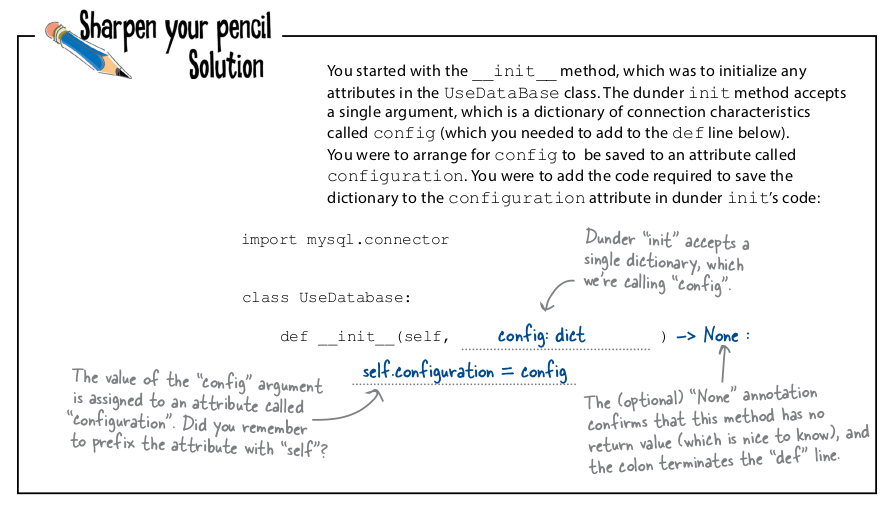 Sharpen your pencil
Solution
You started with the __init__ method, which was to initialize any
attributes in the UseDataBase class. The dunder init method accepts
a single argument, which is a dictionary of connection characteristics
called config (which you needed to add to the def line below).
You were to arrange for config to be saved to an attribute called
configuration. You were to add the code required to save the
dictionary to the configuration attribute in dunder init's code:
import mysql.connector
Dunder "init" accepts a
single dictionary, which
we're calling "config".
class UseDatabase:
def __init__(self, config: dict ) -> None :
self.configuration = config
The value of the "config" argument
is assigned to an attribute called
"configuration". Did you remember
to prefix the attribute with "self"?
The (optional) "None" annotation
confirms that this method has no
return value (which is nice to know), and
the colon terminates the "def" line.